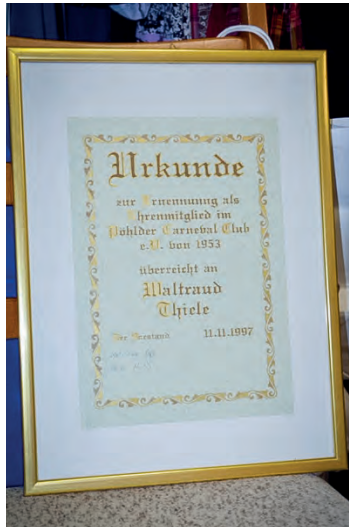 Urkunde
zur Ernennung als
Ehrenmitglied im
Pöhlder Carneval Club
e.V. von 1953
überreicht an
Waltraud
Thiele
Der Vorstand 11.11.1997